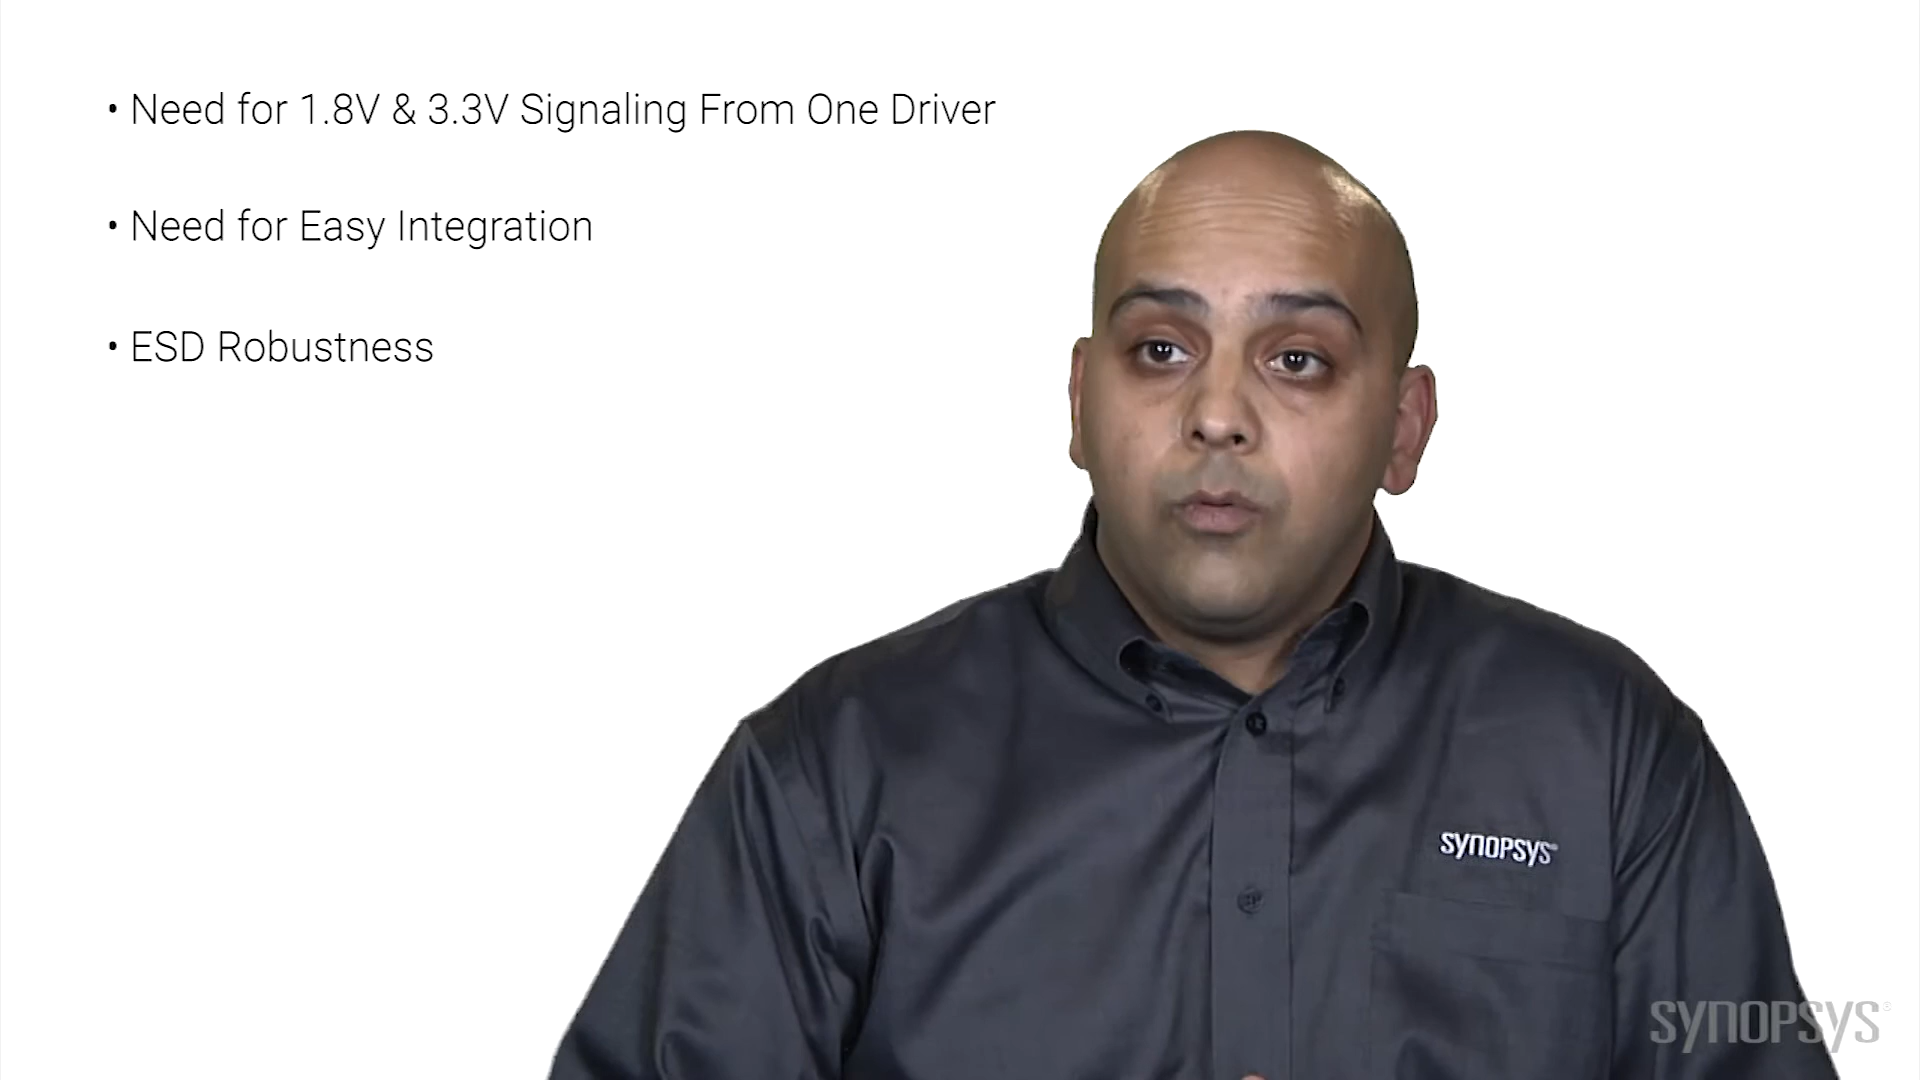 • Need for 1.8V & 3.3V Signaling From One Driver
• Need for Easy Integration
• ESD Robustness
SYNOPSYS®
SYNOPSYS®